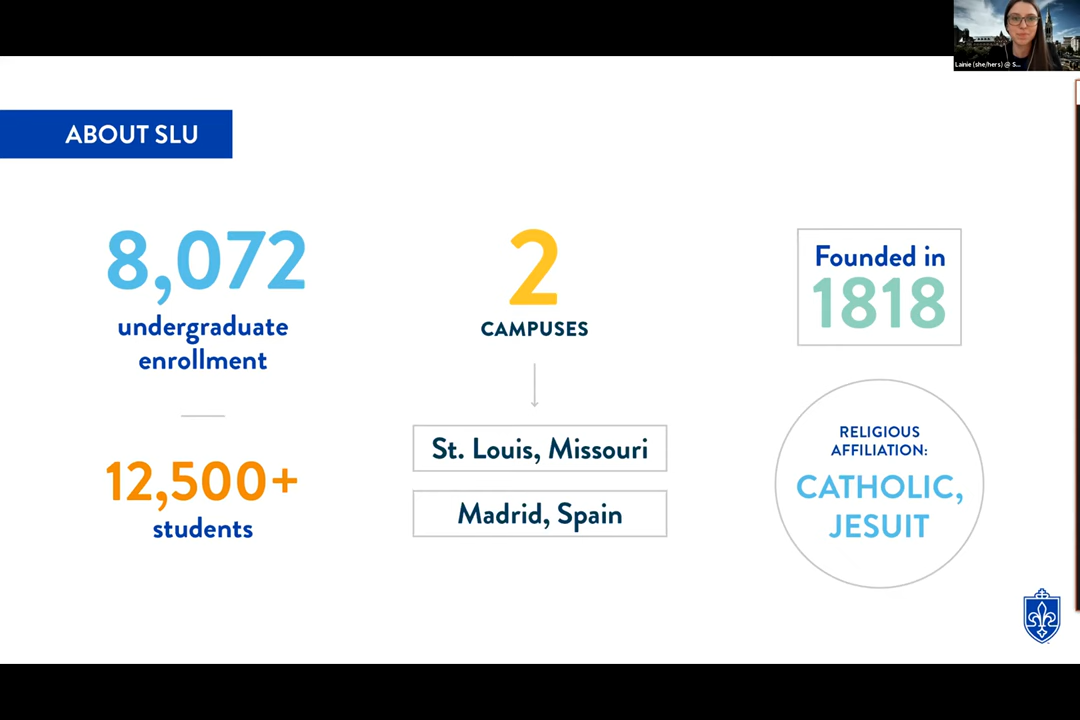 Lainie (she/hers) @ S...
ABOUT SLU
8,072
undergraduate
enrollment
12,500+
students
2
CAMPUSES
St. Louis, Missouri
Madrid, Spain
Founded in
1818
RELIGIOUS
AFFILIATION:
CATHOLIC,
JESUIT